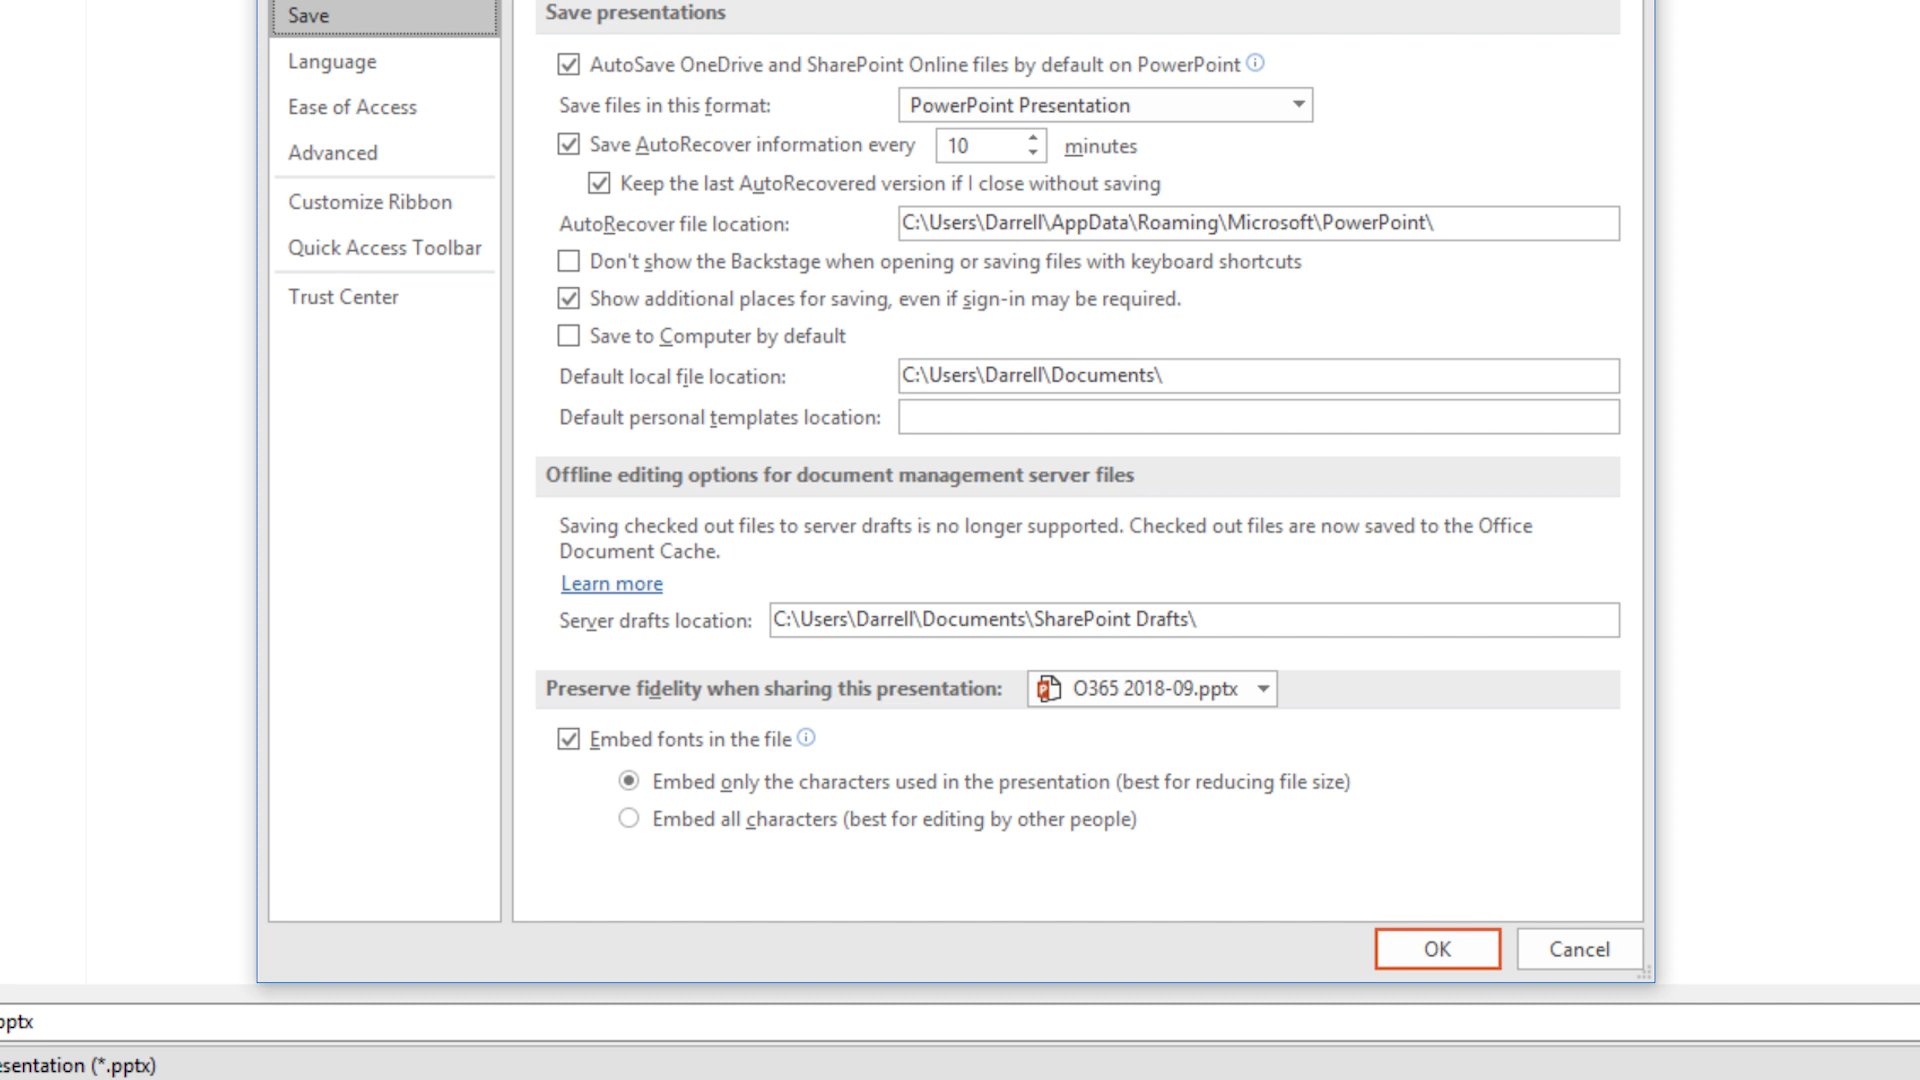 Save
Language
Ease of Access
Advanced
Customize Ribbon
Quick Access Toolbar
Trust Center
Save presentations
AutoSave OneDrive and SharePoint Online files by default on PowerPoint
Save files in this format: PowerPoint Presentation
Save AutoRecover information every 10 minutes
Keep the last AutoRecovered version if I close without saving
AutoRecover file location: C:\Users\Darrell\AppData\Roaming\Microsoft\PowerPoint\
Don't show the Backstage when opening or saving files with keyboard shortcuts
Show additional places for saving, even if sign-in may be required.
Save to Computer by default
Default local file location: C:\Users\Darrell\Documents\
Default personal templates location:
Offline editing options for document management server files
Saving checked out files to server drafts is no longer supported. Checked out files are now saved to the Office
Document Cache.
Learn more
Server drafts location: C:\Users\Darrell\Documents\SharePoint Drafts\
Preserve fidelity when sharing this presentation: O365 2018-09.pptx
Embed fonts in the file
Embed only the characters used in the presentation (best for reducing file size)
Embed all characters (best for editing by other people)
OK Cancel
pptx
esentation (*.pptx)